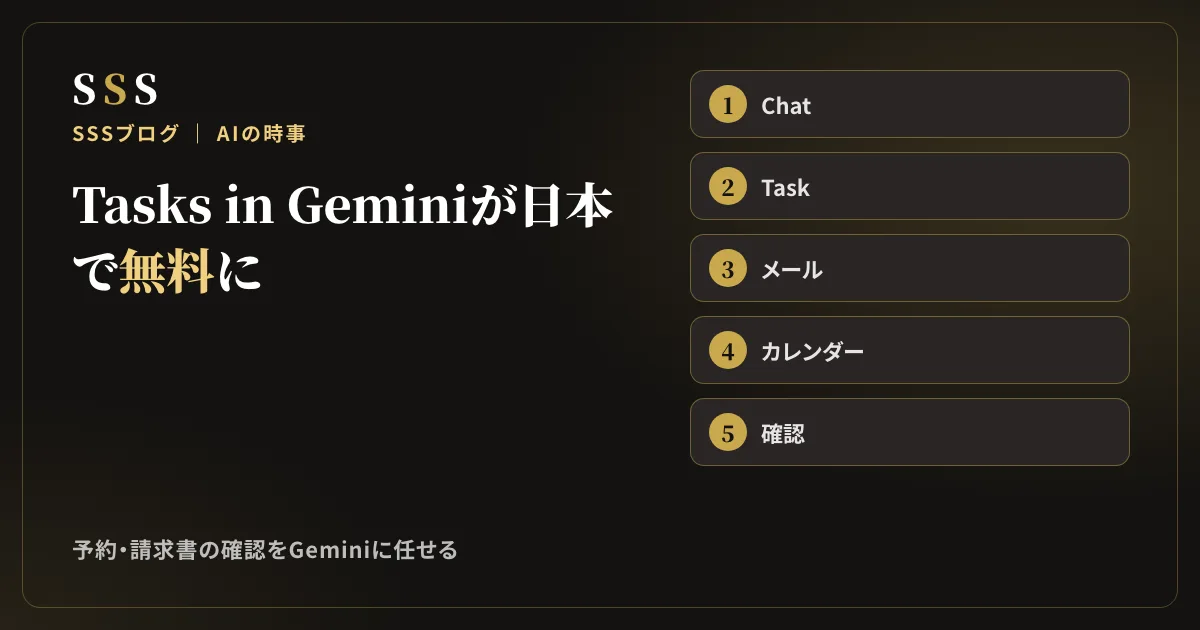 SSS
SSSブログ ｜ AIの時事
Tasks in Geminiが日本
で無料に
予約・請求書の確認をGeminiに任せる
1 Chat
2 Task
3 メール
4 カレンダー
5 確認